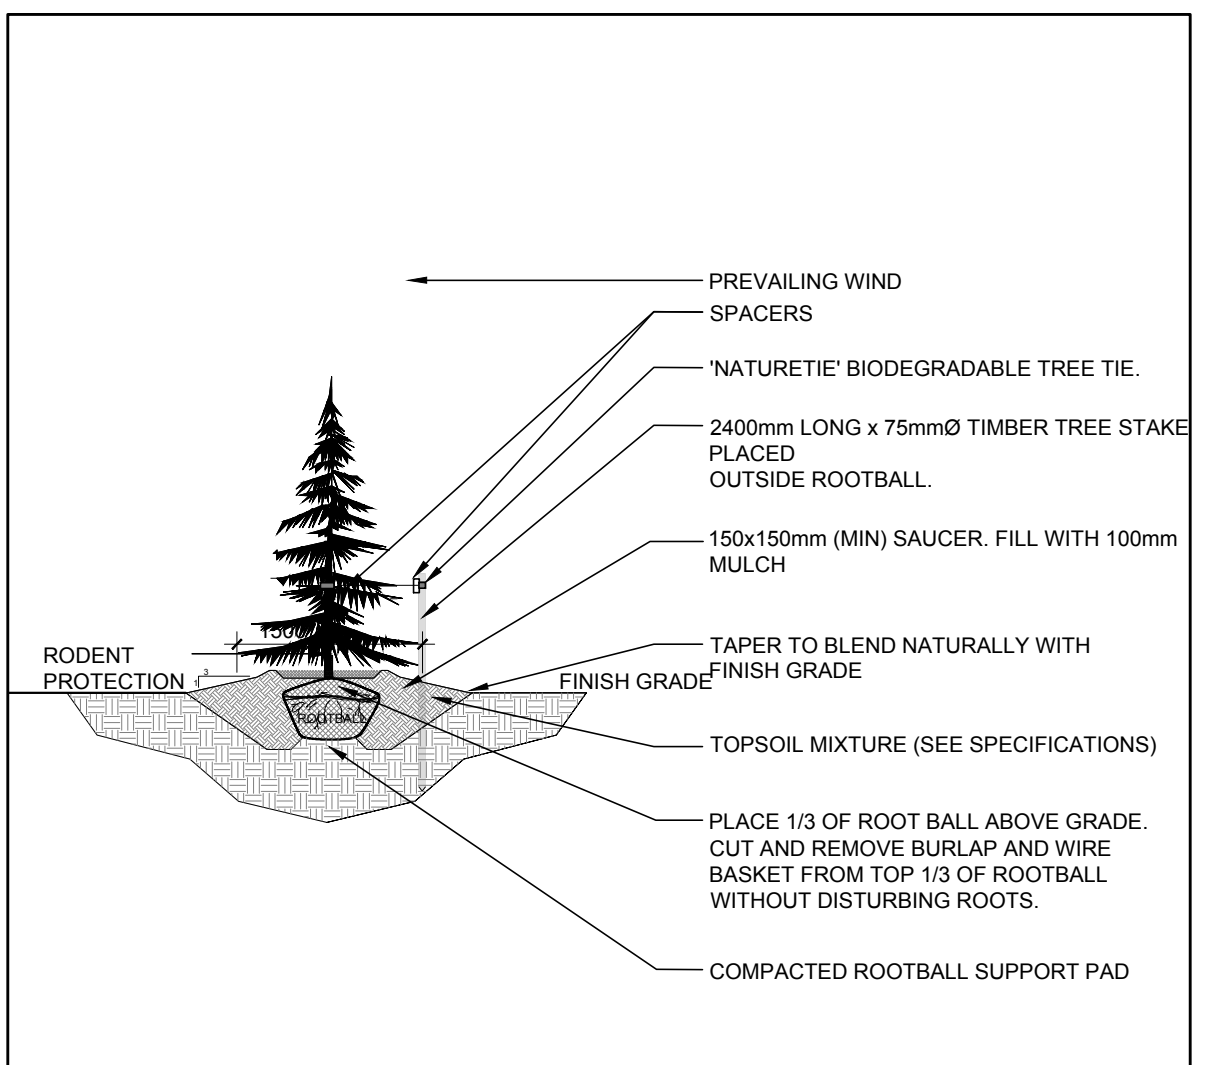 PREVAILING WIND
SPACERS
'NATURETIE' BIODEGRADABLE TREE TIE.
2400mm LONG x 75mmØ TIMBER TREE STAKE
PLACED
OUTSIDE ROOTBALL.
150x150mm (MIN) SAUCER. FILL WITH 100mm
MULCH
1500
TAPER TO BLEND NATURALLY WITH
FINISH GRADE
RODENT
PROTECTION
3
1
FINISH GRADE
ROOTBALL
TOPSOIL MIXTURE (SEE SPECIFICATIONS)
PLACE 1/3 OF ROOT BALL ABOVE GRADE.
CUT AND REMOVE BURLAP AND WIRE
BASKET FROM TOP 1/3 OF ROOTBALL
WITHOUT DISTURBING ROOTS.
COMPACTED ROOTBALL SUPPORT PAD